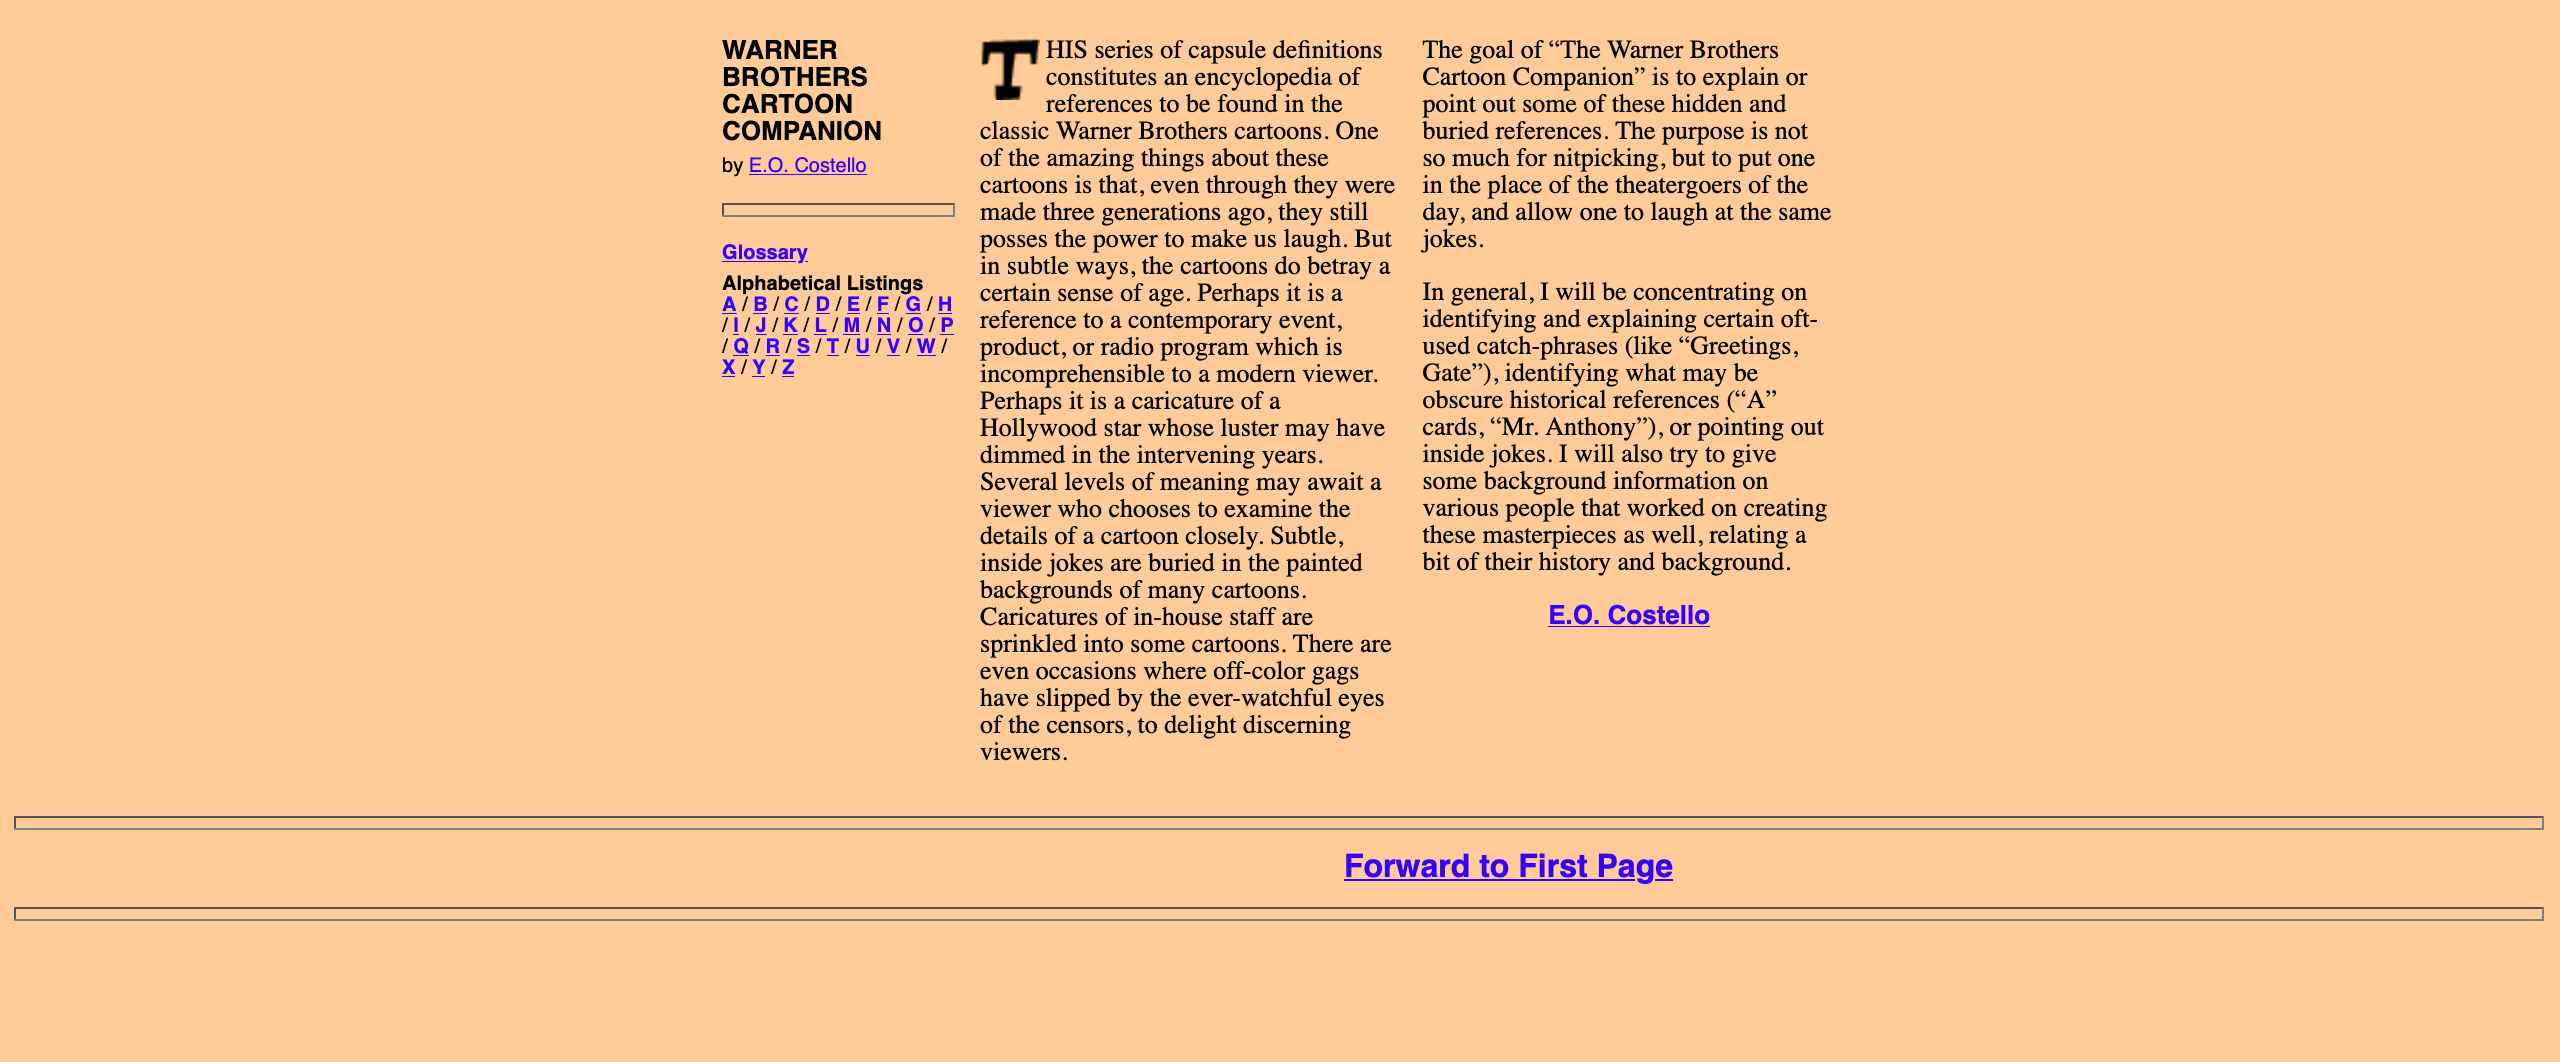 WARNER
BROTHERS
CARTOON
COMPANION
by E.O. Costello
Glossary
Alphabetical Listings
A / B / C / D / E / F / G / H
/ I / J / K / L / M / N / O / P
/ Q / R / S / T / U / V / W /
X / Y / Z
THIS series of capsule definitions
constitutes an encyclopedia of
references to be found in the
classic Warner Brothers cartoons. One
of the amazing things about these
cartoons is that, even through they were
made three generations ago, they still
posses the power to make us laugh. But
in subtle ways, the cartoons do betray a
certain sense of age. Perhaps it is a
reference to a contemporary event,
product, or radio program which is
incomprehensible to a modern viewer.
Perhaps it is a caricature of a
Hollywood star whose luster may have
dimmed in the intervening years.
Several levels of meaning may await a
viewer who chooses to examine the
details of a cartoon closely. Subtle,
inside jokes are buried in the painted
backgrounds of many cartoons.
Caricatures of in-house staff are
sprinkled into some cartoons. There are
even occasions where off-color gags
have slipped by the ever-watchful eyes
of the censors, to delight discerning
viewers.
The goal of “The Warner Brothers
Cartoon Companion” is to explain or
point out some of these hidden and
buried references. The purpose is not
so much for nitpicking, but to put one
in the place of the theatergoers of the
day, and allow one to laugh at the same
jokes.
In general, I will be concentrating on
identifying and explaining certain oft-
used catch-phrases (like “Greetings,
Gate”), identifying what may be
obscure historical references (“A”
cards, “Mr. Anthony”), or pointing out
inside jokes. I will also try to give
some background information on
various people that worked on creating
these masterpieces as well, relating a
bit of their history and background.
E.O. Costello
Forward to First Page